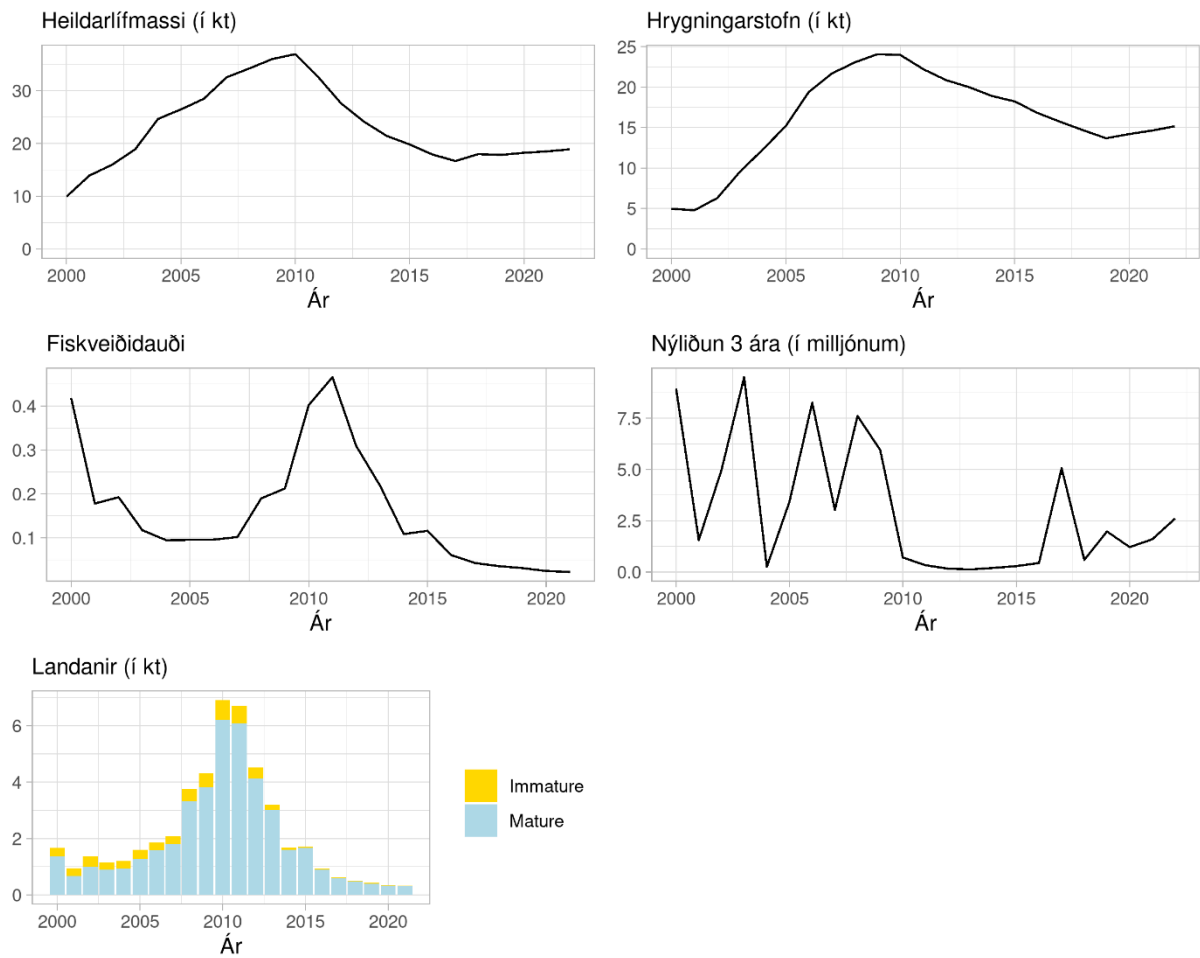 Heildarlífmassi (í kt)
30
20
10
0
2000 2005 2010 2015 2020
Ár
Hrygningarstofn (í kt)
25
20
15
10
5
0
2000 2005 2010 2015 2020
Ár
Fiskveiðidauði
0.4
0.3
0.2
0.1
2000 2005 2010 2015 2020
Ár
Nýliðun 3 ára (í milljónum)
7.5
5.0
2.5
0.0
2000 2005 2010 2015 2020
Ár
Landanir (í kt)
6
4
2
0
2000 2005 2010 2015 2020
Ár
Immature
Mature